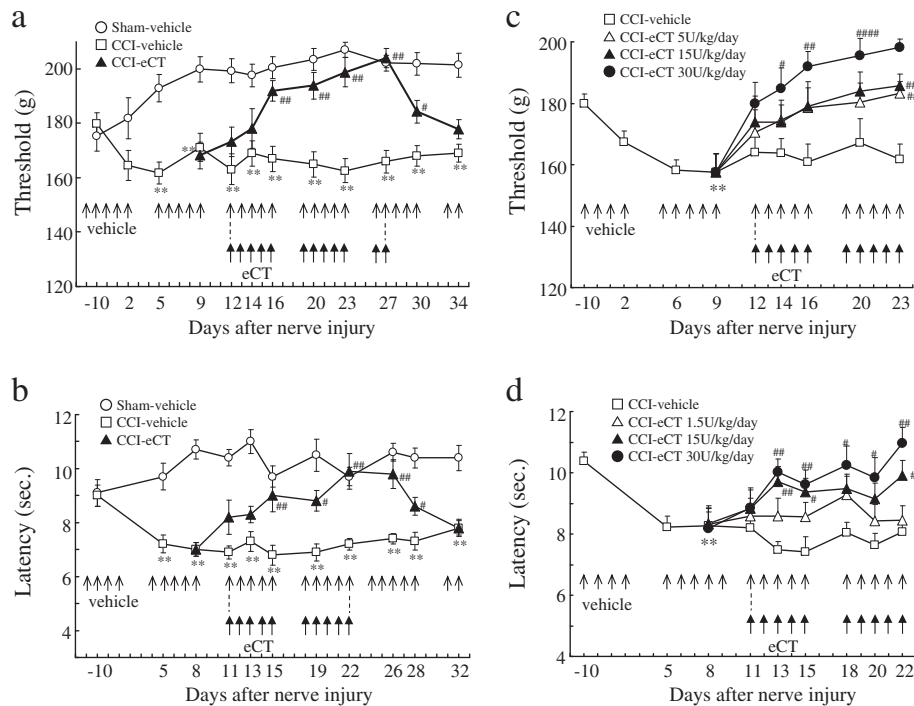 a
Sham-vehicle
CCI-vehicle
CCI-eCT
Threshold (g)
200
180
160
140
120
##
##
##
##
#
**
**
**
**
**
**
**
**
**
**
vehicle
eCT
-10 2 5 9 12 14 16 20 23 27 30 34
Days after nerve injury
b
Sham-vehicle
CCI-vehicle
CCI-eCT
Latency (sec.)
12
10
8
6
4
##
#
##
##
#
**
**
**
**
**
**
**
**
**
**
vehicle
eCT
-10 5 8 11 13 15 19 22 26 28 32
Days after nerve injury
c
CCI-vehicle
CCI-eCT 5U/kg/day
CCI-eCT 15U/kg/day
CCI-eCT 30U/kg/day
Threshold (g)
200
180
160
140
120
#
##
####
##
**
vehicle
eCT
-10 2 6 9 12 14 16 20 23
Days after nerve injury
d
CCI-vehicle
CCI-eCT 1.5U/kg/day
CCI-eCT 15U/kg/day
CCI-eCT 30U/kg/day
Latency (sec.)
12
10
8
6
4
##
##
##
#
#
#
##
#
**
vehicle
eCT
-10 5 8 11 13 15 18 20 22
Days after nerve injury